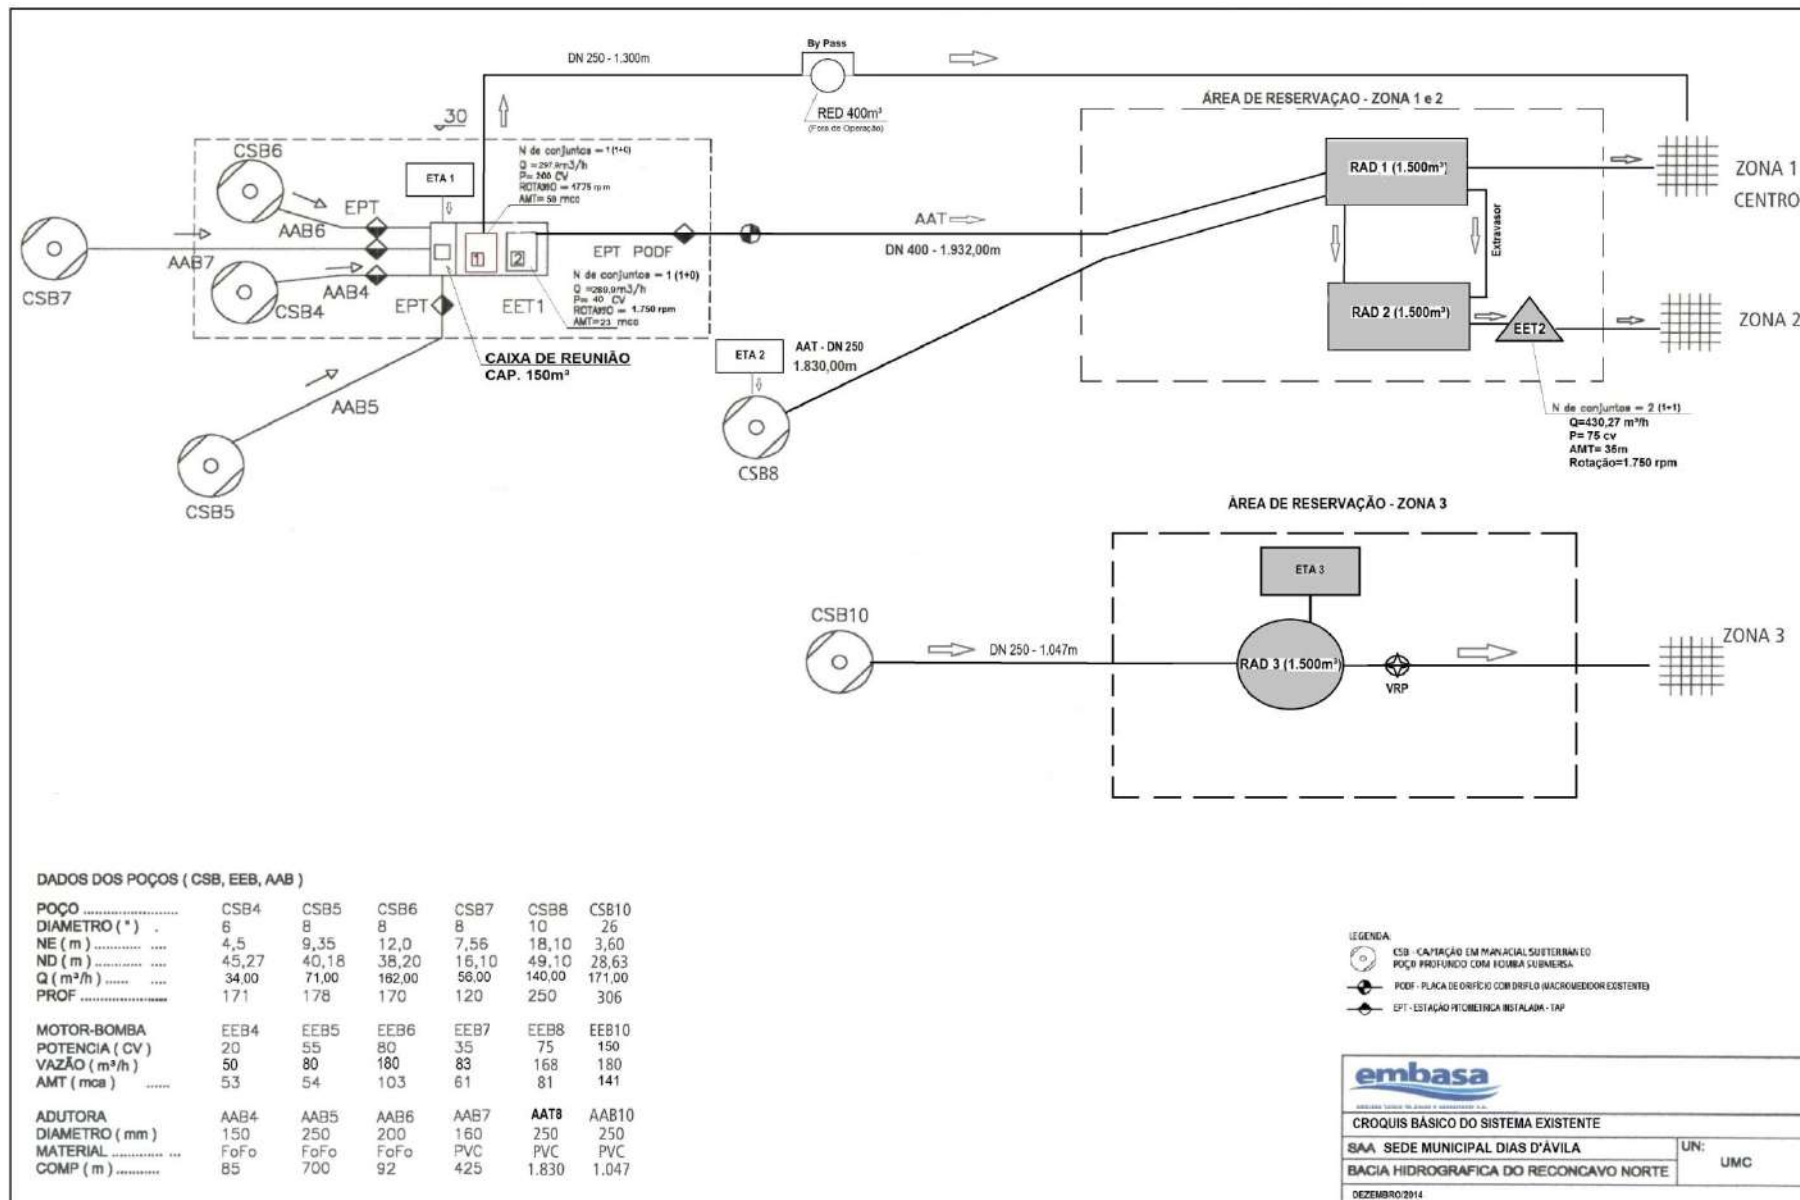 By Pass
DN 250 - 1.300m
RED 400m³
(Fora de Operação)
ÁREA DE RESERVAÇAO - ZONA 1 e 2
30
CSB6
ETA 1
N de conjuntos = 1 (1+0)
P= 200 CV
ROTAÇÃO = 1775 rpm
EPT
AAB6
AAB7
CSB7
AAB4
CSB4
EPT
1
2
EET1
EPT PODF
N de conjuntos = 1 (1+0)
P= 40 CV
ROTAÇÃO = 1.750 rpm
AMT=23 mca
AAT
DN 400 - 1.932,00m
CAIXA DE REUNIÃO
CAP. 150m³
AAB5
CSB5
ETA 2
AAT - DN 250
1.830,00m
CSB8
RAD 1 (1.500m³)
Extravasor
RAD 2 (1.500m³)
EET2
ZONA 1
CENTRO
ZONA 2
N de conjuntos = 2 (1+1)
Q=430,27 m³/h
P= 75 cv
AMT= 35m
Rotação=1.750 rpm
ÁREA DE RESERVAÇÃO - ZONA 3
ETA 3
CSB10
DN 250 - 1.047m
RAD 3 (1.500m³)
VRP
ZONA 3
DADOS DOS POÇOS ( CSB, EEB, AAB )
POÇO ........................ CSB4 CSB5 CSB6 CSB7 CSB8 CSB10
DIAMETRO ( " ) . 6 8 8 8 10 26
NE ( m ) ............ .... 4,5 9,35 12,0 7,56 18,10 3,60
ND ( m ) ............ .... 45,27 40,18 38,20 16,10 49,10 28,63
Q ( m³/h ) ...... .... 34,00 71,00 162,00 56,00 140,00 171,00
PROF ...................... 171 178 170 120 250 306
MOTOR-BOMBA EEB4 EEB5 EEB6 EEB7 EEB8 EEB10
POTENCIA ( CV ) 20 55 80 35 75 150
VAZÃO ( m³/h ) 50 80 180 83 168 180
AMT ( mca ) ...... 53 54 103 61 81 141
ADUTORA AAB4 AAB5 AAB6 AAB7 AAT8 AAB10
DIAMETRO ( mm ) 150 250 200 160 250 250
MATERIAL ............. ... FoFo FoFo FoFo PVC PVC PVC
COMP ( m ) ........... 85 700 92 425 1.830 1.047
LEGENDA:
CSB - CAPTAÇÃO EM MANACIAL SUBTERRANEO
POÇO PROFUNDO COM BOMBA SUBMERSA
PODF - PLACA DE ORIFÍCIO COM DRIFLO (MACROMEDIDOR EXISTENTE)
EPT - ESTAÇÃO PITOMETRICA INSTALADA - TAP
embasa
CROQUIS BÁSICO DO SISTEMA EXISTENTE
SAA SEDE MUNICIPAL DIAS D'ÁVILA
UN:
UMC
BACIA HIDROGRAFICA DO RECONCAVO NORTE
DEZEMBRO/2014